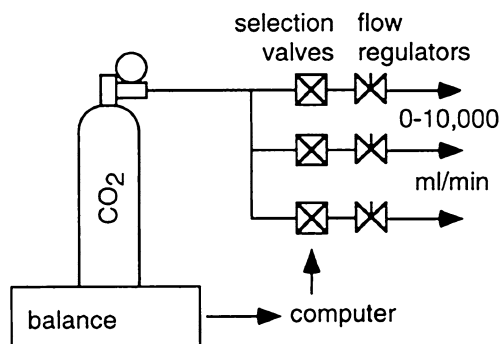 selection flow
valves regulators
0-10,000
ml/min
CO2
balance
computer